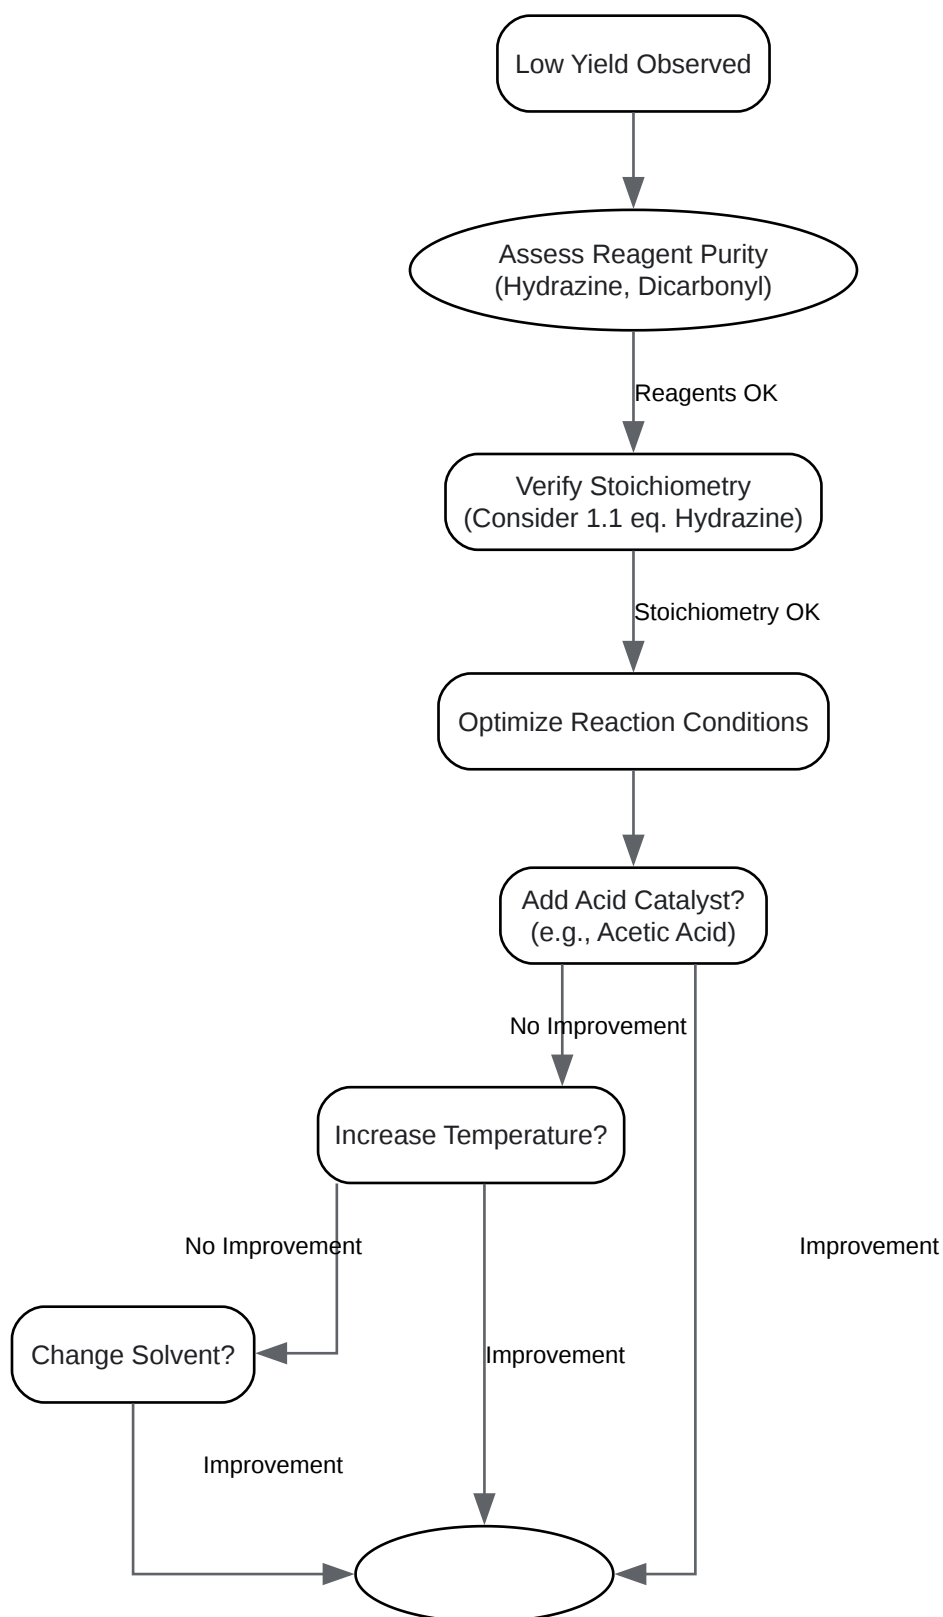 Low Yield Observed
Assess Reagent Purity
(Hydrazine, Dicarbonyl)
Reagents OK
Verify Stoichiometry
(Consider 1.1 eq. Hydrazine)
Stoichiometry OK
Optimize Reaction Conditions
Add Acid Catalyst?
(e.g., Acetic Acid)
No Improvement
Increase Temperature?
No Improvement
Improvement
Change Solvent?
Improvement
Improvement